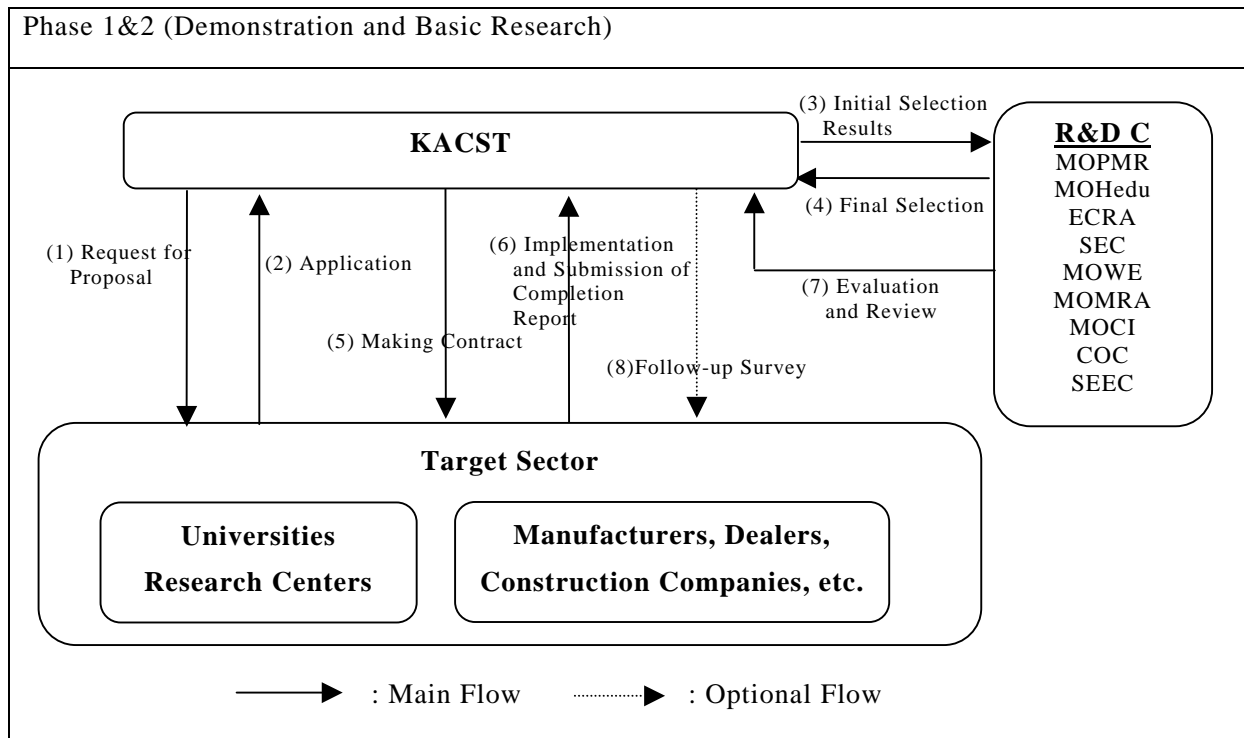 Phase 1&2 (Demonstration and Basic Research)
KACST
(3) Initial Selection
Results
R&D C
MOPMR
MOHedu
ECRA
SEC
MOWE
MOMRA
MOCI
COC
SEEC
(4) Final Selection
(1) Request for
Proposal
(2) Application
(6) Implementation
and Submission of
Completion
Report
(7) Evaluation
and Review
(5) Making Contract
(8)Follow-up Survey
Target Sector
Universities
Research Centers
Manufacturers, Dealers,
Construction Companies, etc.
: Main Flow
: Optional Flow